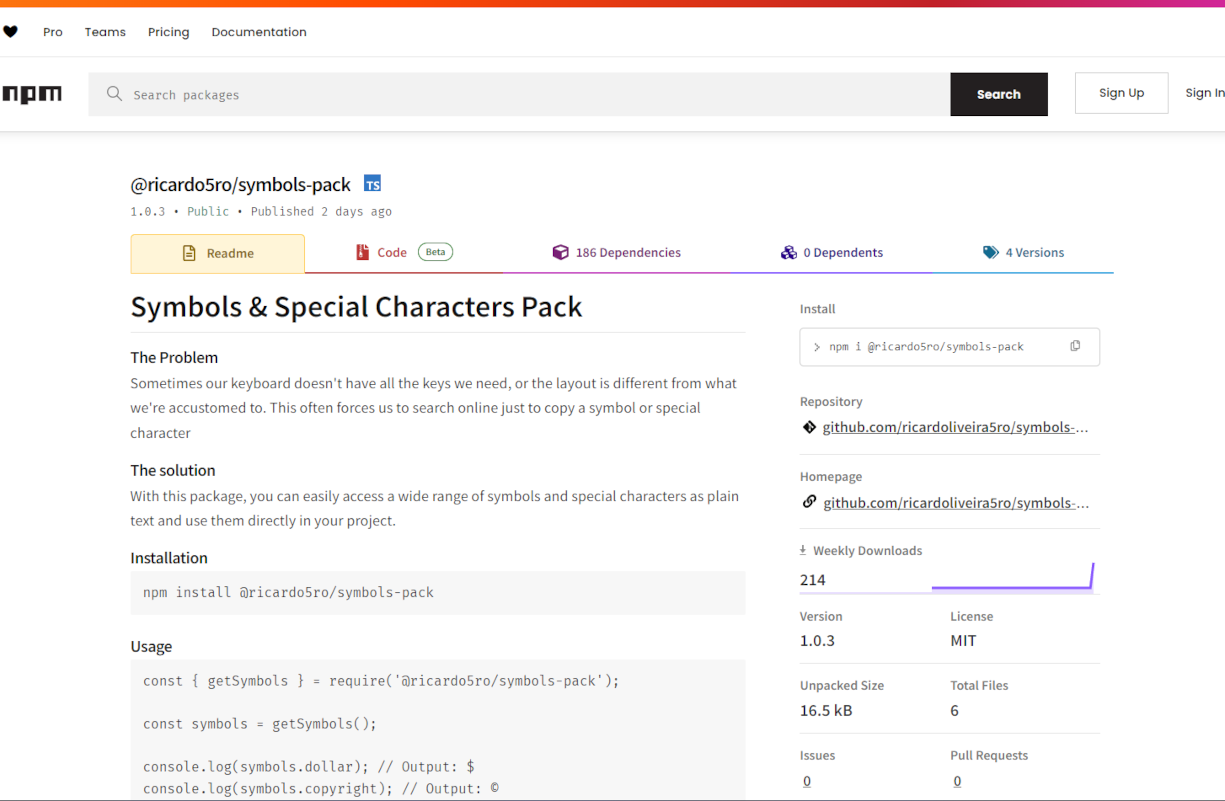 Pro Teams Pricing Documentation
npm Search packages Search Sign Up Sign In
@ricardo5ro/symbols-pack TS
1.0.3 • Public • Published 2 days ago
Readme Code Beta 186 Dependencies 0 Dependents 4 Versions
Symbols & Special Characters Pack
The Problem
Sometimes our keyboard doesn't have all the keys we need, or the layout is different from what
we're accustomed to. This often forces us to search online just to copy a symbol or special
character
The solution
With this package, you can easily access a wide range of symbols and special characters as plain
text and use them directly in your project.
Installation
npm install @ricardo5ro/symbols-pack
Usage
const { getSymbols } = require('@ricardo5ro/symbols-pack');
const symbols = getSymbols();
console.log(symbols.dollar); // Output: $
console.log(symbols.copyright); // Output: ©
Install
> npm i @ricardo5ro/symbols-pack
Repository
github.com/ricardoliveira5ro/symbols-...
Homepage
github.com/ricardoliveira5ro/symbols-...
Weekly Downloads
214
Version License
1.0.3 MIT
Unpacked Size Total Files
16.5 kB 6
Issues Pull Requests
0 0